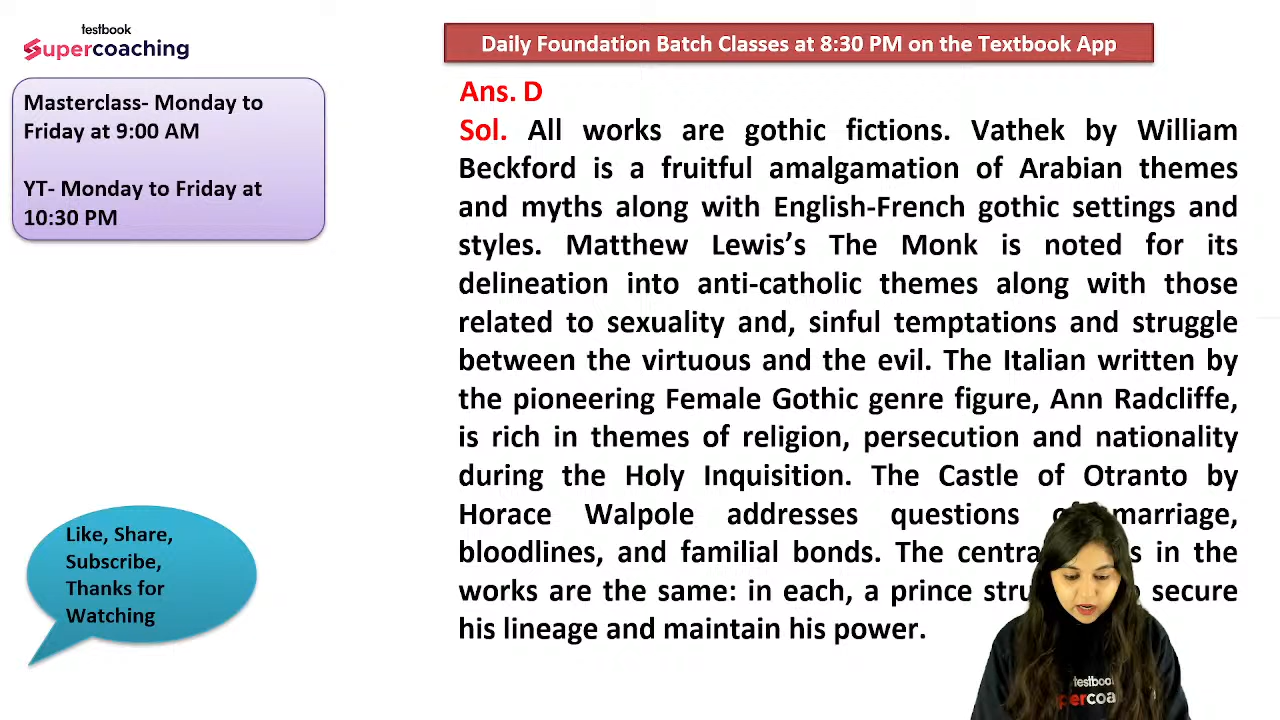 testbook
Supercoaching
Daily Foundation Batch Classes at 8:30 PM on the Textbook App
Masterclass- Monday to
Friday at 9:00 AM
YT- Monday to Friday at
10:30 PM
Ans. D
Sol. All works are gothic fictions. Vathek by William
Beckford is a fruitful amalgamation of Arabian themes
and myths along with English-French gothic settings and
styles. Matthew Lewis’s The Monk is noted for its
delineation into anti-catholic themes along with those
related to sexuality and, sinful temptations and struggle
between the virtuous and the evil. The Italian written by
the pioneering Female Gothic genre figure, Ann Radcliffe,
is rich in themes of religion, persecution and nationality
during the Holy Inquisition. The Castle of Otranto by
Horace Walpole addresses questions marriage,
bloodlines, and familial bonds. The in the
works are the same: in each, a prince secure
his lineage and maintain his power.
Like, Share,
Subscribe,
Thanks for
Watching
testbook